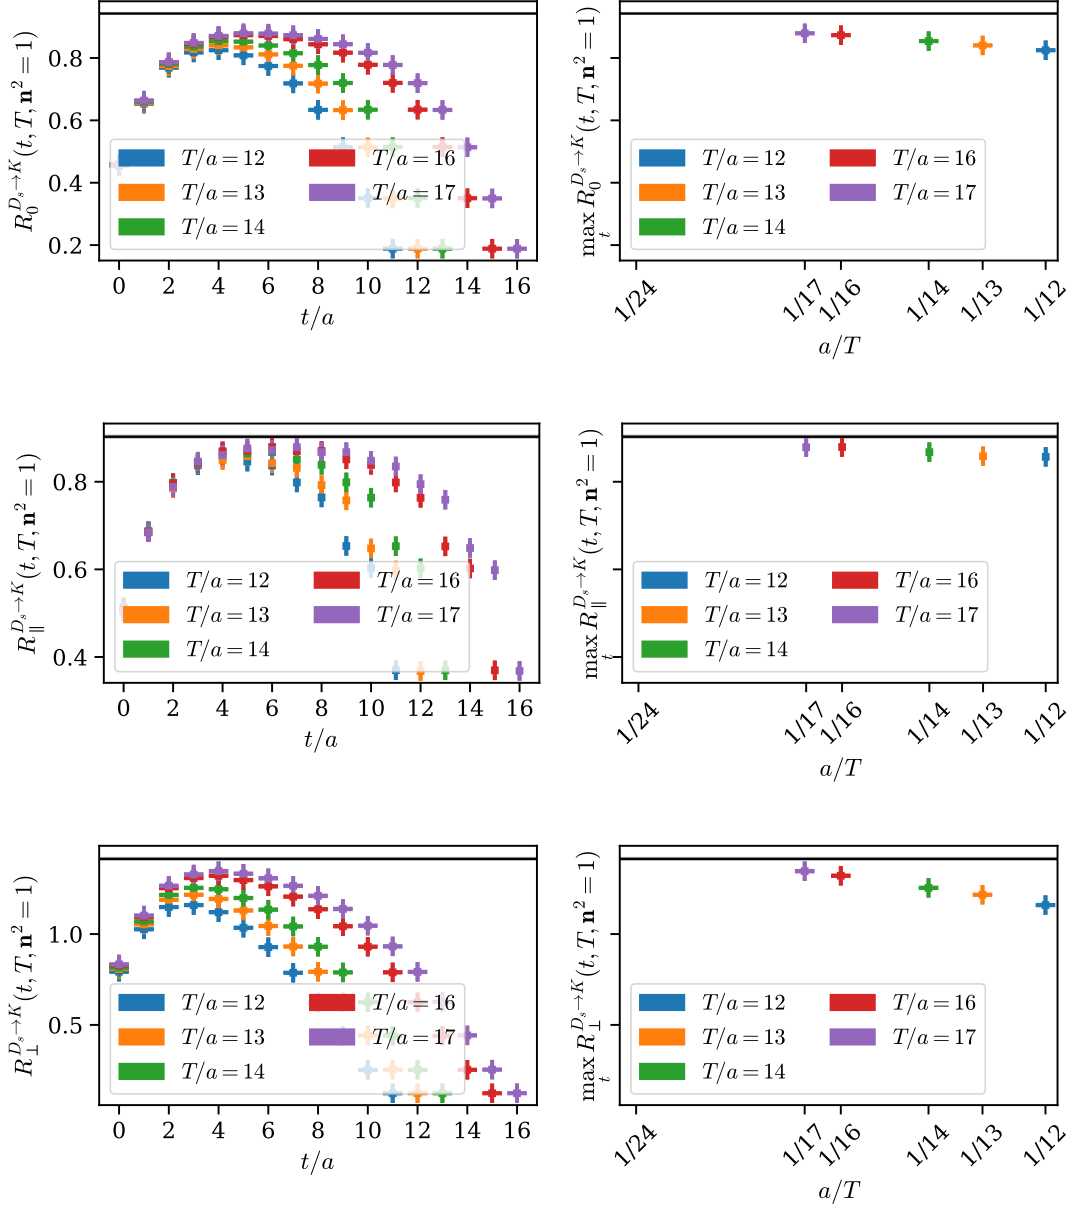 R_0^{D_s→K}(t, T, n² = 1)
0.8
0.6
0.4
0.2
T/a = 12
T/a = 13
T/a = 14
T/a = 16
T/a = 17
0 2 4 6 8 10 12 14 16
t/a
max_t R_0^{D_s→K}(t, T, n² = 1)
T/a = 12
T/a = 13
T/a = 14
T/a = 16
T/a = 17
1/24 1/17 1/16 1/14 1/13 1/12
a/T
R_∥^{D_s→K}(t, T, n² = 1)
0.8
0.6
0.4
T/a = 12
T/a = 13
T/a = 14
T/a = 16
T/a = 17
0 2 4 6 8 10 12 14 16
t/a
max_t R_∥^{D_s→K}(t, T, n² = 1)
T/a = 12
T/a = 13
T/a = 14
T/a = 16
T/a = 17
1/24 1/17 1/16 1/14 1/13 1/12
a/T
R_⊥^{D_s→K}(t, T, n² = 1)
1.0
0.5
T/a = 12
T/a = 13
T/a = 14
T/a = 16
T/a = 17
0 2 4 6 8 10 12 14 16
t/a
max_t R_⊥^{D_s→K}(t, T, n² = 1)
T/a = 12
T/a = 13
T/a = 14
T/a = 16
T/a = 17
1/24 1/17 1/16 1/14 1/13 1/12
a/T